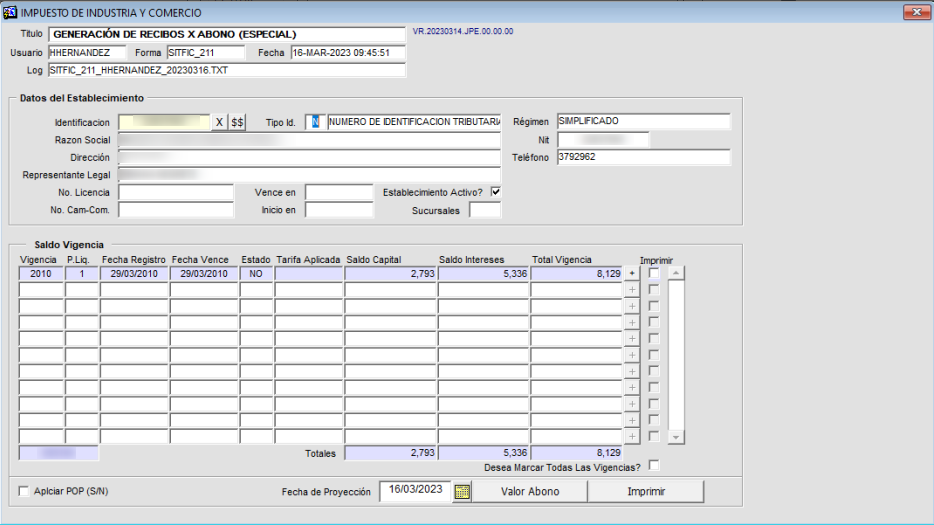 IMPUESTO DE INDUSTRIA Y COMERCIO
Titulo GENERACIÓN DE RECIBOS X ABONO (ESPECIAL) VR.20230314.JPE.00.00.00
Usuario HHERNANDEZ Forma SITFIC_211 Fecha 16-MAR-2023 09:45:51
Log SITFIC_211_HHERNANDEZ_20230316.TXT
Datos del Establecimiento
Identificacion X $$ Tipo Id. N NUMERO DE IDENTIFICACION TRIBUTARIA Régimen SIMPLIFICADO
Razon Social Nit
Dirección Teléfono 3792962
Representante Legal
No. Licencia Vence en Establecimiento Activo?
No. Cam-Com. Inicio en Sucursales
Saldo Vigencia
Vigencia P.Liq. Fecha Registro Fecha Vence Estado Tarifa Aplicada Saldo Capital Saldo Intereses Total Vigencia Imprimir
2010 1 29/03/2010 29/03/2010 NO 2,793 5,336 8,129 +
+
+
+
+
+
+
+
+
+
+
Totales 2,793 5,336 8,129
Desea Marcar Todas Las Vigencias?
Aplciar POP (S/N) Fecha de Proyección 16/03/2023 Valor Abono Imprimir